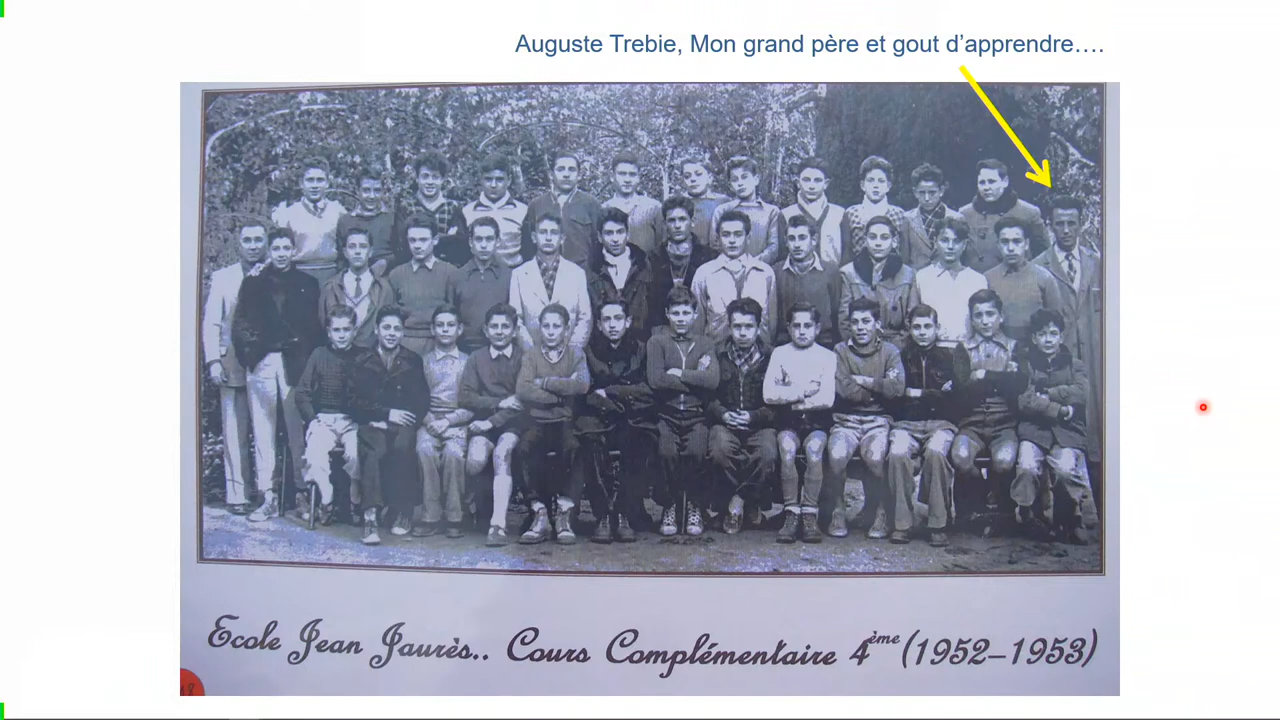 Auguste Trebie, Mon grand père et gout d’apprendre….
Ecole Jean Jaurès.. Cours Complémentaire 4ème (1952–1953)